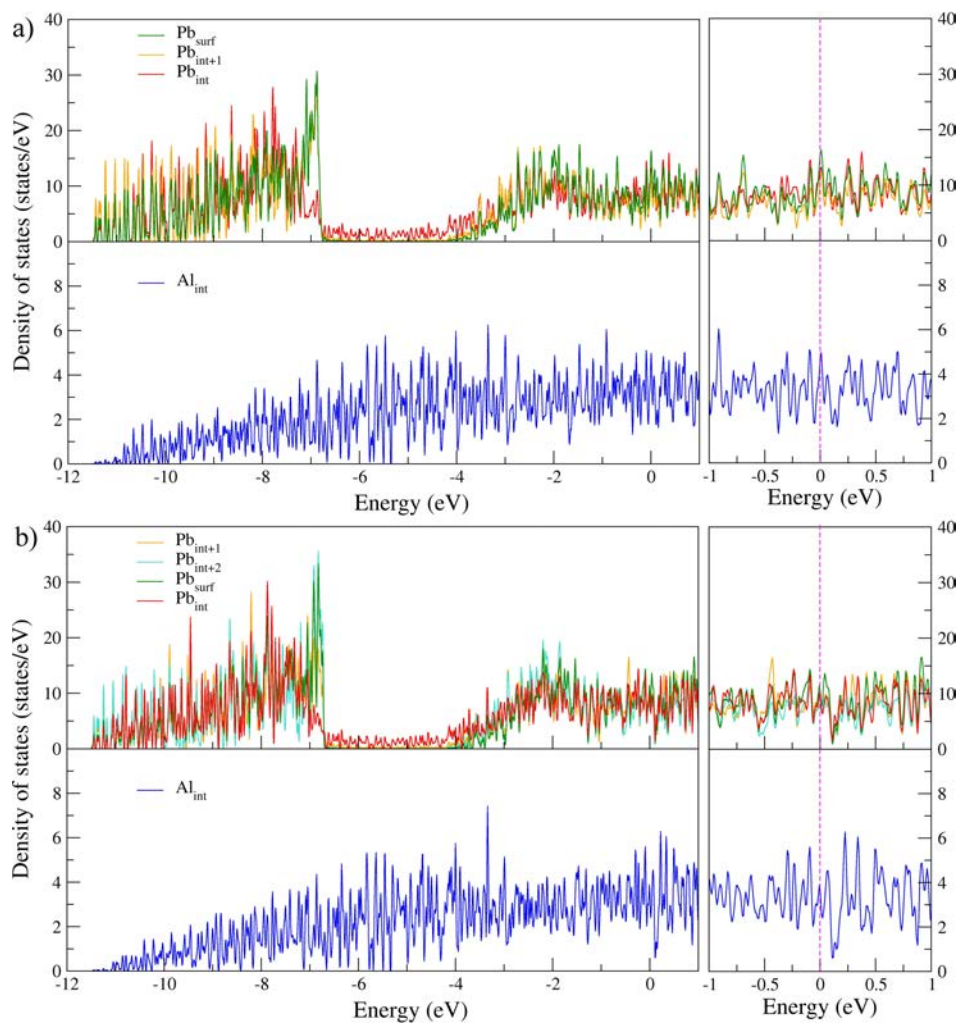 a)
Density of states (states/eV)
40
30
20
10
0
Pb_surf
Pb_int+1
Pb_int
40
30
20
10
0
8
6
4
2
0
Al_int
8
6
4
2
0
-12 -10 -8 -6 -4 -2 0
Energy (eV)
-1 -0.5 0 0.5 1
Energy (eV)
b)
Density of states (states/eV)
40
30
20
10
0
Pb_int+1
Pb_int+2
Pb_surf
Pb_int
40
30
20
10
0
8
6
4
2
0
Al_int
8
6
4
2
0
-12 -10 -8 -6 -4 -2 0
Energy (eV)
-1 -0.5 0 0.5 1
Energy (eV)